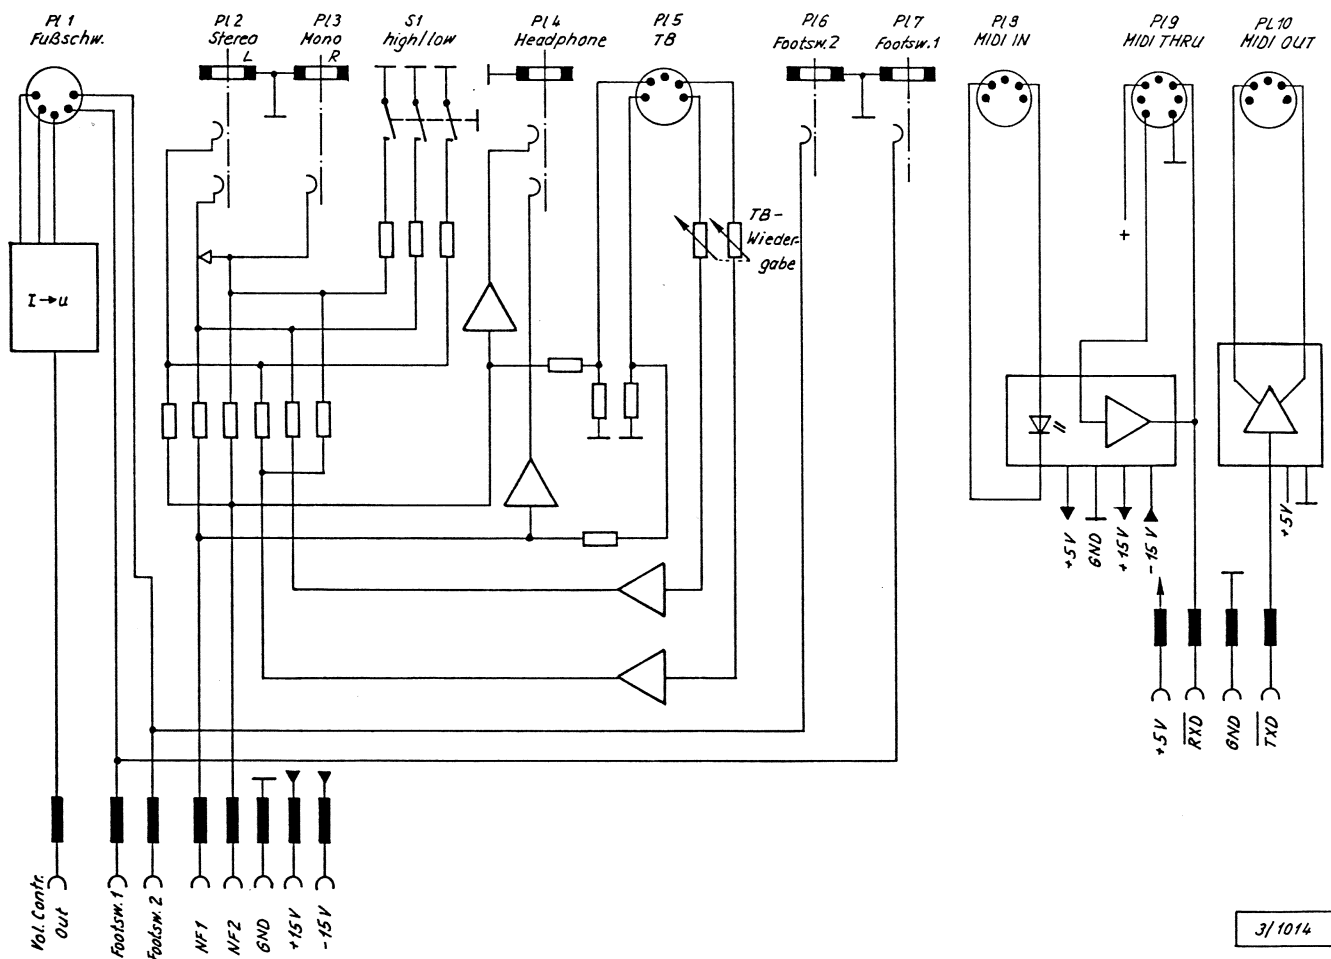 Pl 1
Fußschw.
Pl 2
Stereo
L
Pl 3
Mono
R
S1
high/low
Pl 4
Headphone
Pl 5
TB
Pl 6
Footsw. 2
Pl 7
Footsw. 1
Pl 8
MIDI IN
Pl 9
MIDI THRU
PL 10
MIDI OUT
TB-
Wieder-
gabe
+
I → u
+5V
GND
+15V
-15V
+5V
+5V
RXD
GND
TXD
Vol. Contr.
Out
Footsw. 1
Footsw. 2
NF1
NF2
GND
+15V
-15V
3/1014